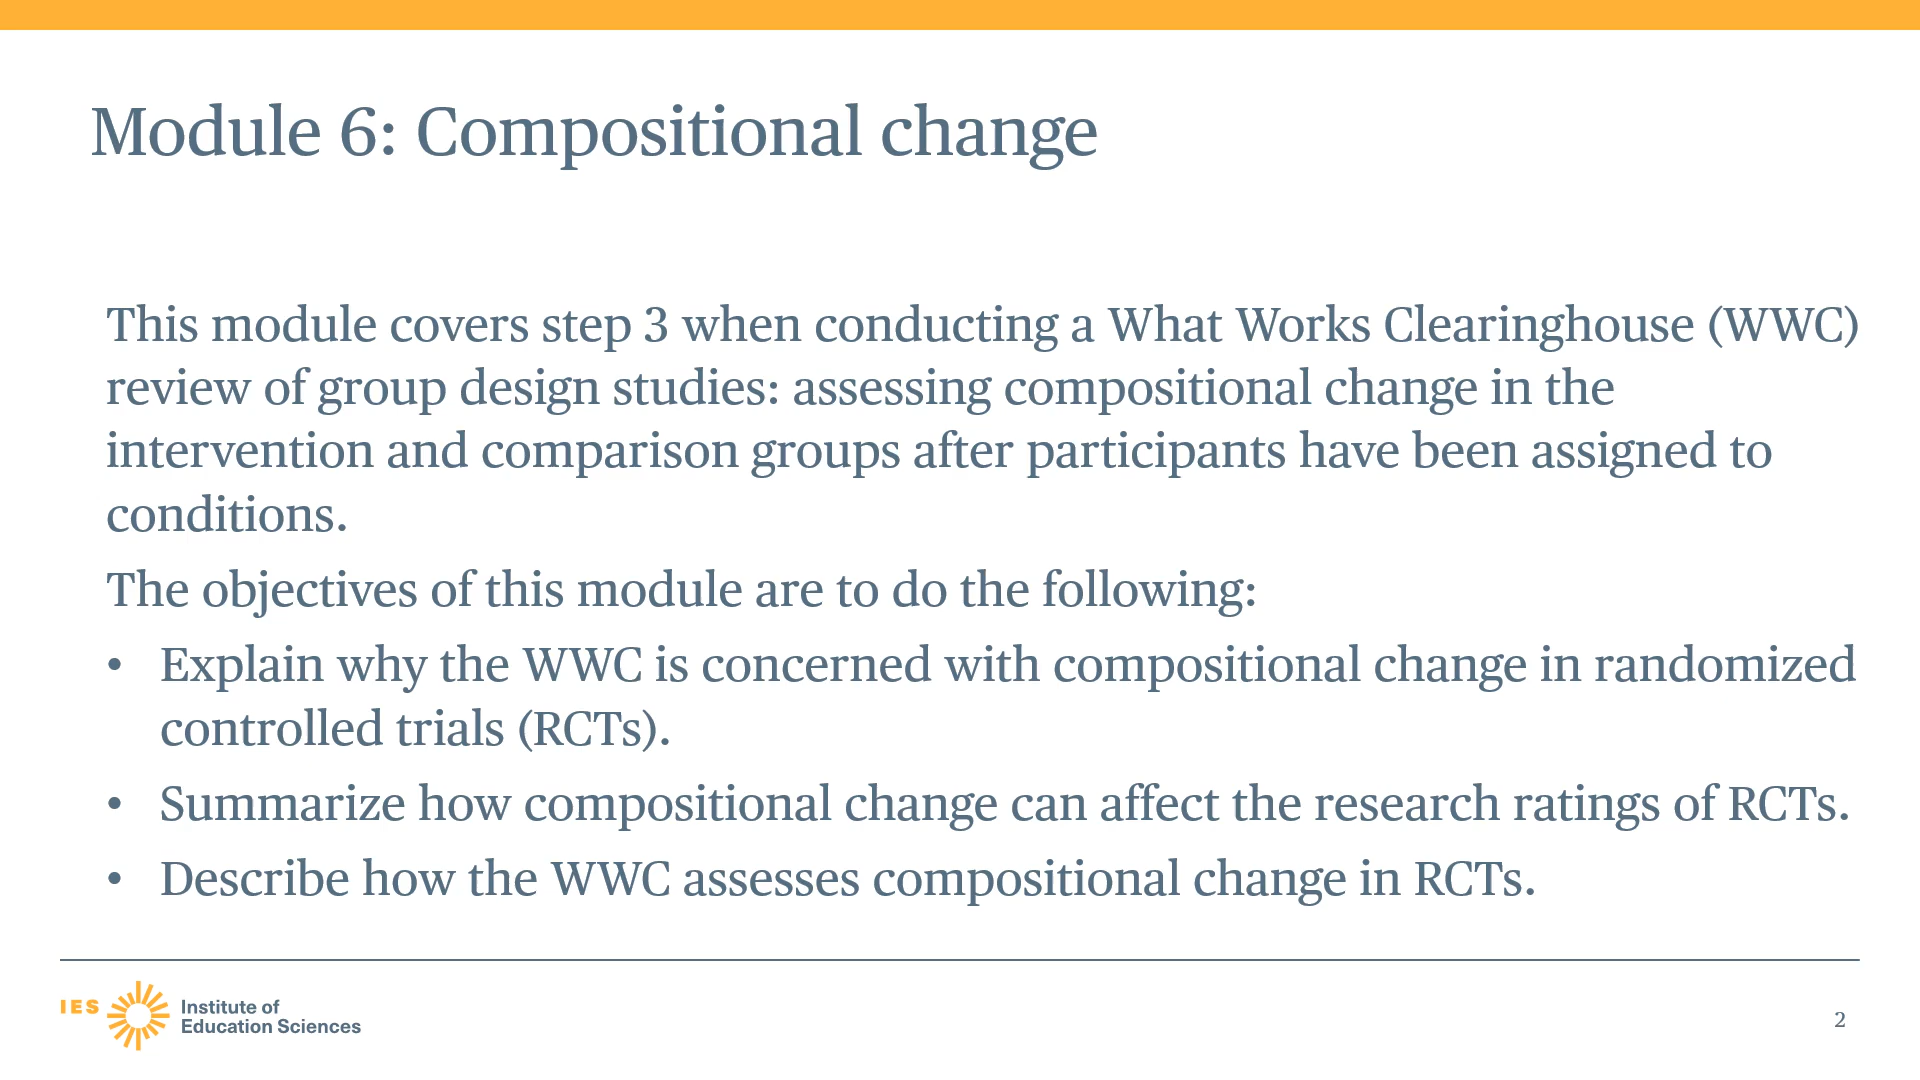 Module 6: Compositional change
This module covers step 3 when conducting a What Works Clearinghouse (WWC)
review of group design studies: assessing compositional change in the
intervention and comparison groups after participants have been assigned to
conditions.
The objectives of this module are to do the following:
• Explain why the WWC is concerned with compositional change in randomized
controlled trials (RCTs).
• Summarize how compositional change can affect the research ratings of RCTs.
• Describe how the WWC assesses compositional change in RCTs.
IES
Institute of
Education Sciences
2